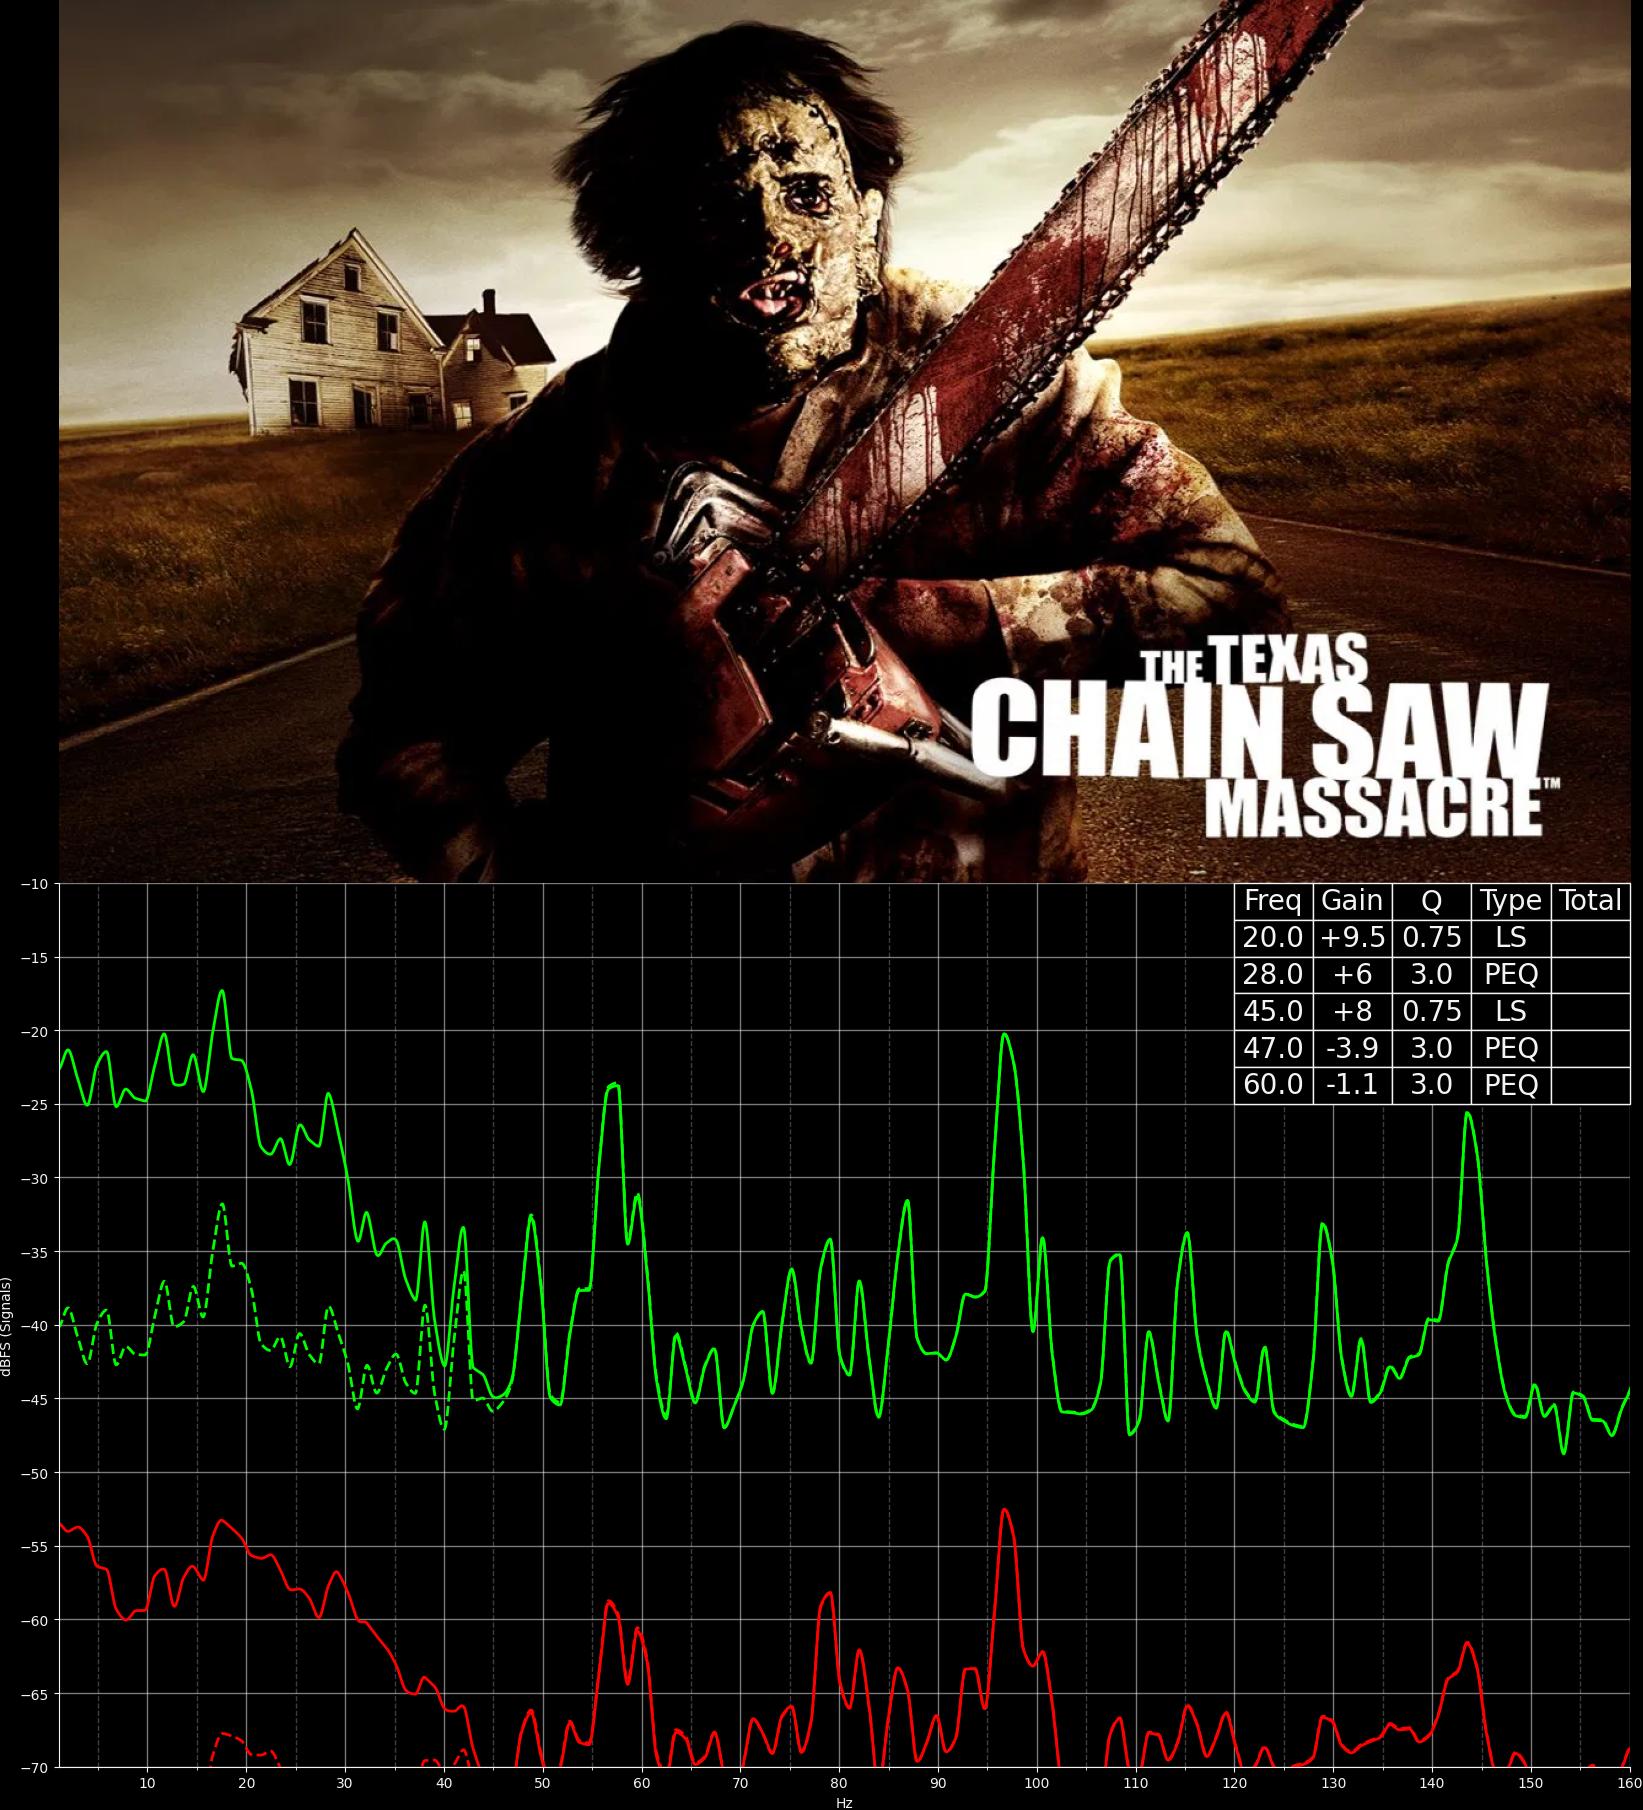 THE TEXAS
CHAIN SAW
MASSACRE™
Freq Gain Q Type Total
20.0 +9.5 0.75 LS
28.0 +6 3.0 PEQ
45.0 +8 0.75 LS
47.0 -3.9 3.0 PEQ
60.0 -1.1 3.0 PEQ
−10
−15
−20
−25
−30
−35
−40
−45
−50
−55
−60
−65
−70
dBFS (Signals)
10 20 30 40 50 60 70 80 90 100 110 120 130 140 150 160
Hz